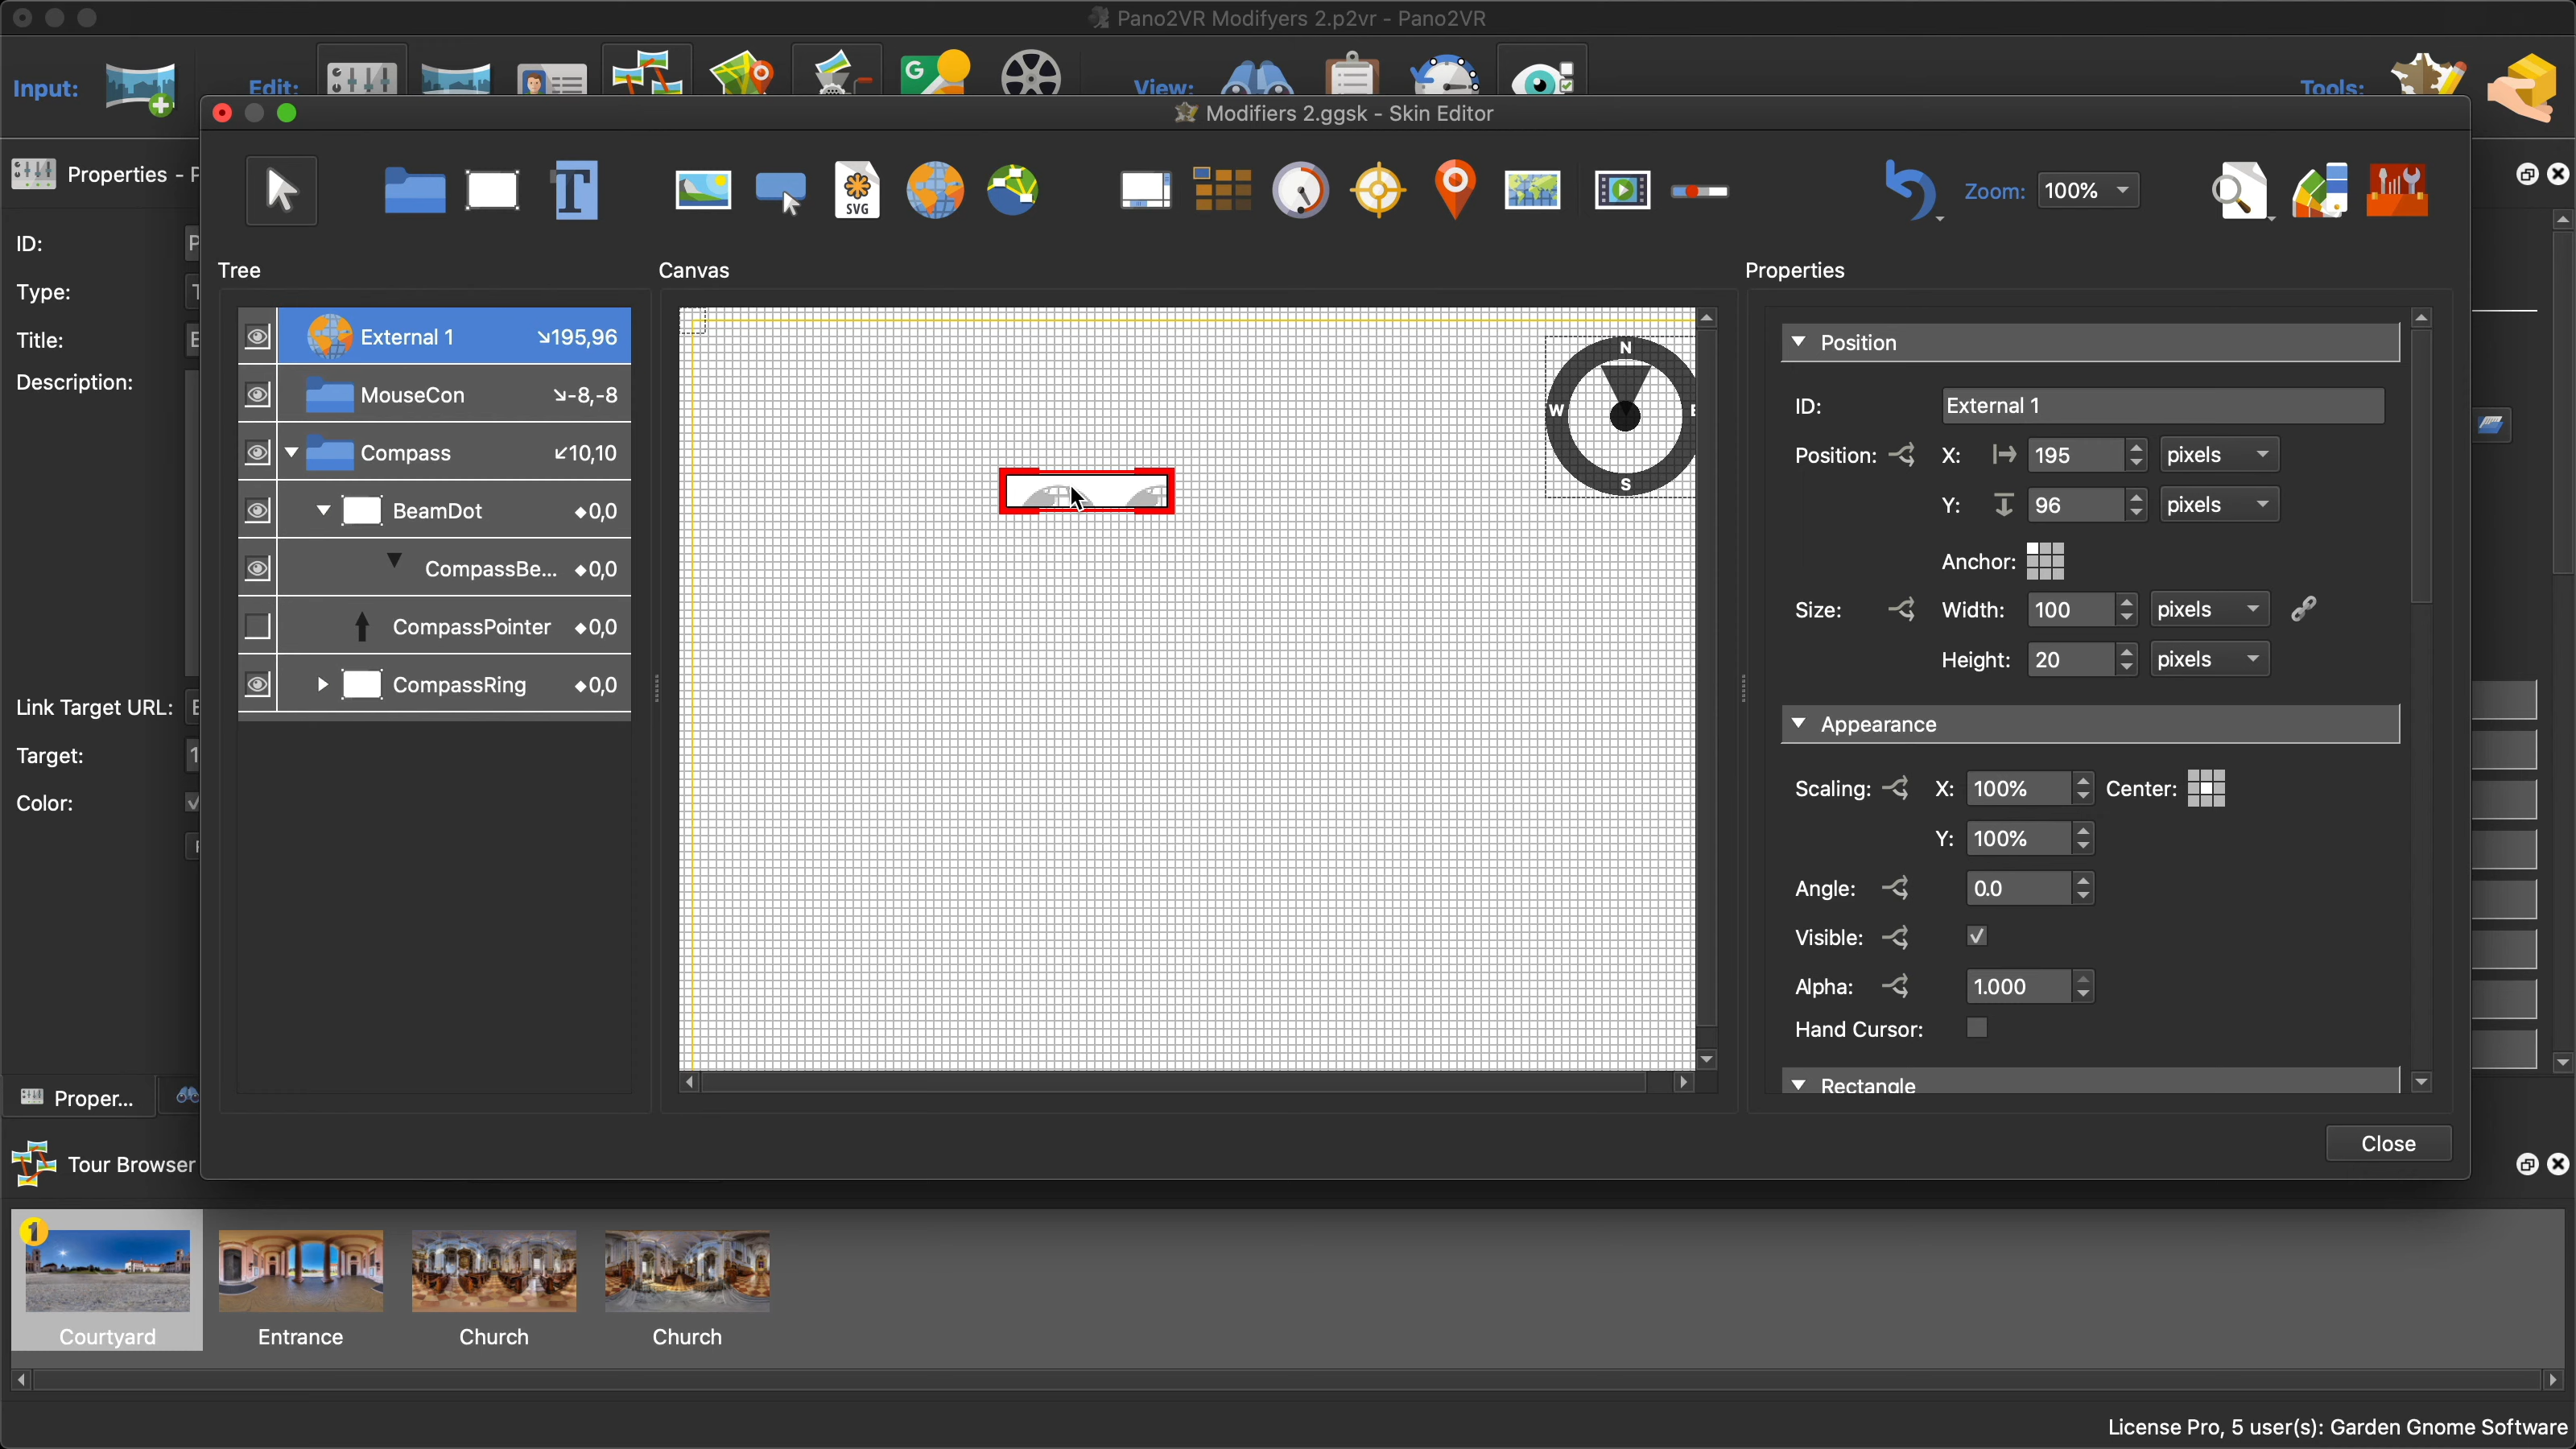 Pano2VR Modifyers 2.p2vr - Pano2VR
Input:
Edit:
G
View:
Tools:
Modifiers 2.ggsk - Skin Editor
Properties - P
T
SVG
Zoom:
100%
ID:
Type:
Title:
Description:
Link Target URL:
Target:
1
Color:
Tree
External 1
195,96
MouseCon
-8,-8
Compass
10,10
BeamDot
0,0
CompassBe...
0,0
CompassPointer
0,0
CompassRing
0,0
Canvas
N
W
S
Properties
Position
ID:
External 1
Position:
X:
195
pixels
Y:
96
pixels
Anchor:
Size:
Width:
100
pixels
Height:
20
pixels
Appearance
Scaling:
X:
100%
Center:
Y:
100%
Angle:
0.0
Visible:
Alpha:
1.000
Hand Cursor:
Rectangle
Close
Proper...
Tour Browser
1
Courtyard
Entrance
Church
Church
License Pro, 5 user(s): Garden Gnome Software